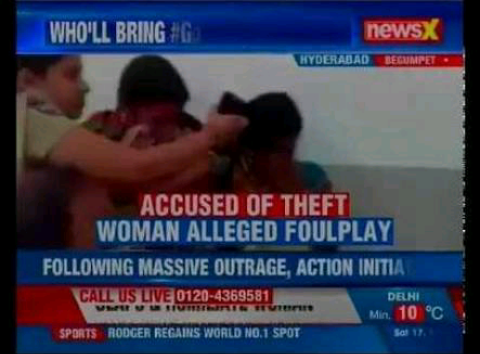 WHO'LL BRING #G
newsX
HYDERABAD BEGUMPET
ACCUSED OF THEFT
WOMAN ALLEGED FOULPLAY
FOLLOWING MASSIVE OUTRAGE, ACTION INITIA
CALL US LIVE 0120-4369581
DELHI
Min. 10 °C
SPORTS RODGER REGAINS WORLD NO.1 SPOT
Sat 17.